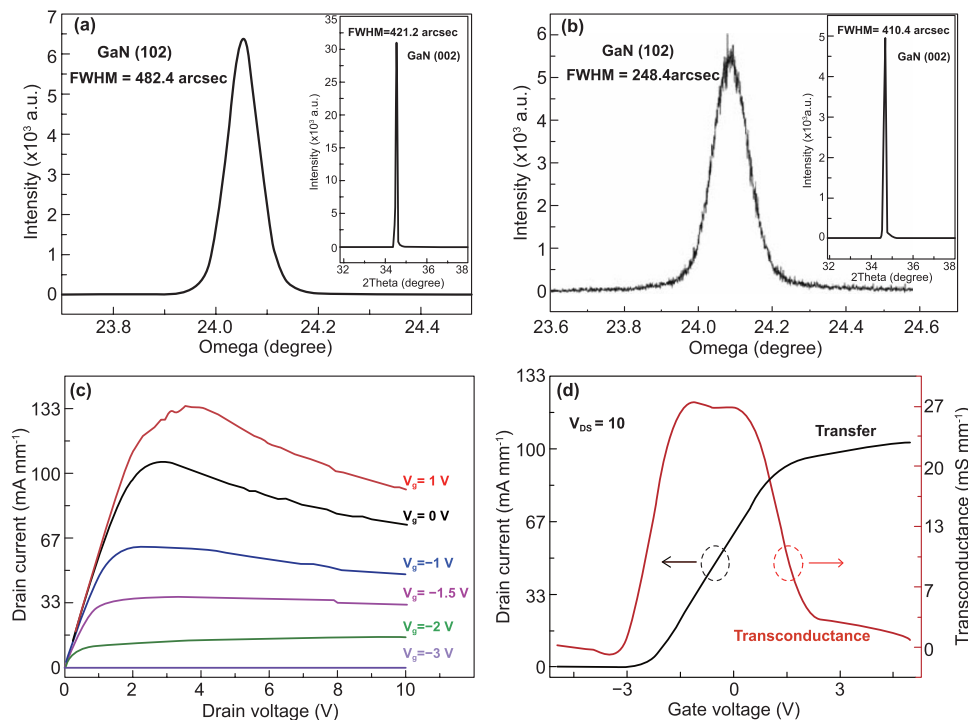 (a)
GaN (102)
FWHM = 482.4 arcsec
7
6
5
4
3
2
1
0
Intensity (x10³ a.u.)
23.8 24.0 24.2 24.4
Omega (degree)
FWHM=421.2 arcsec
GaN (002)
35
30
25
20
15
10
5
0
Intensity (x10³ a.u.)
32 34 36 38
2Theta (degree)
(b)
GaN (102)
FWHM = 248.4arcsec
6
5
4
3
2
1
0
Intensity (x10³ a.u.)
23.6 23.8 24.0 24.2 24.4 24.6
Omega (degree)
FWHM= 410.4 arcsec
GaN (002)
5
4
3
2
1
0
Intensity (x10³a.u.)
32 34 36 38
2Theta (degree)
(c)
133
100
67
33
0
Drain current (mA mm⁻¹)
Vg= 1 V
Vg= 0 V
Vg=−1 V
Vg= −1.5 V
Vg=−2 V
Vg=−3 V
0 2 4 6 8 10
Drain voltage (V)
(d)
VDS = 10
Transfer
Transconductance
133
100
67
33
0
Drain current (mA mm⁻¹)
27
20
13
7
0
Transconductance (mS mm⁻¹)
−3 0 3
Gate voltage (V)